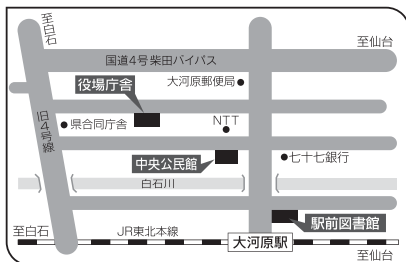 至白石
国道4号柴田バイパス
至仙台
大河原郵便局
役場庁舎
旧4号線
県合同庁舎
NTT
中央公民館
七十七銀行
白石川
駅前図書館
至白石
JR東北本線
大河原駅
至仙台